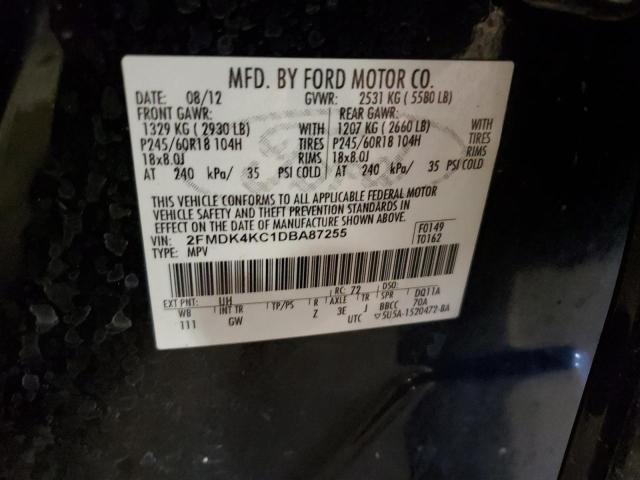 MFD. BY FORD MOTOR CO.
DATE: 08/12 GVWR: 2531 KG ( 5580 LB)
FRONT GAWR: REAR GAWR:
1329 KG ( 2930 LB) WITH 1207 KG ( 2660 LB) WITH
P245/60R18 104H TIRES P245/60R18 104H TIRES
18x8.0J RIMS 18x8.0J RIMS
AT 240 kPa/ 35 PSI COLD AT 240 kPa/ 35 PSI COLD
THIS VEHICLE CONFORMS TO ALL APPLICABLE FEDERAL MOTOR
VEHICLE SAFETY AND THEFT PREVENTION STANDARDS IN
EFFECT ON THE DATE OF MANUFACTURE SHOWN ABOVE.
VIN: 2FMDK4KC1DBA87255 F0149
TYPE: MPV T0162
EXT PNT: UH RC: 72 DSO:
WB INT TR TP/PS R AXLE TR SPR DQ11A
111 GW Z 3E J BBCC 70A
UTC 5U5A-1520472-BA